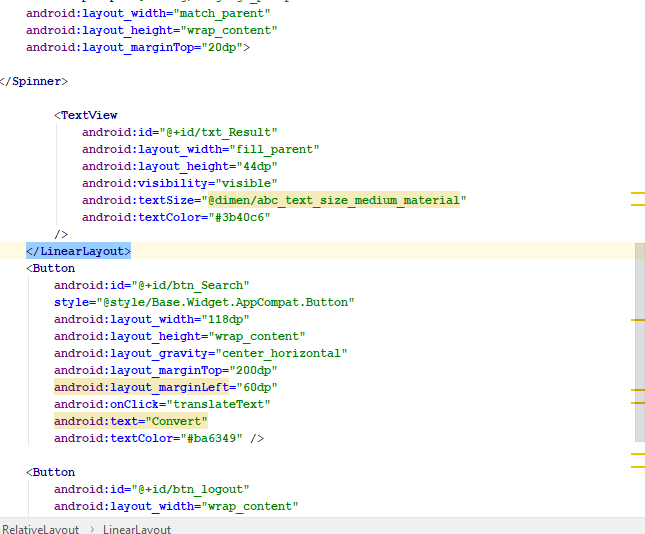 android:layout_width="match_parent"
android:layout_height="wrap_content"
android:layout_marginTop="20dp">
</Spinner>
<TextView
android:id="@+id/txt_Result"
android:layout_width="fill_parent"
android:layout_height="44dp"
android:visibility="visible"
android:textSize="@dimen/abc_text_size_medium_material"
android:textColor="#3b40c6"
/>
</LinearLayout>
<Button
android:id="@+id/btn_Search"
style="@style/Base.Widget.AppCompat.Button"
android:layout_width="118dp"
android:layout_height="wrap_content"
android:layout_gravity="center_horizontal"
android:layout_marginTop="200dp"
android:layout_marginLeft="60dp"
android:onClick="translateText"
android:text="Convert"
android:textColor="#ba6349" />
<Button
android:id="@+id/btn_logout"
android:layout_width="wrap_content"
RelativeLayout > LinearLayout